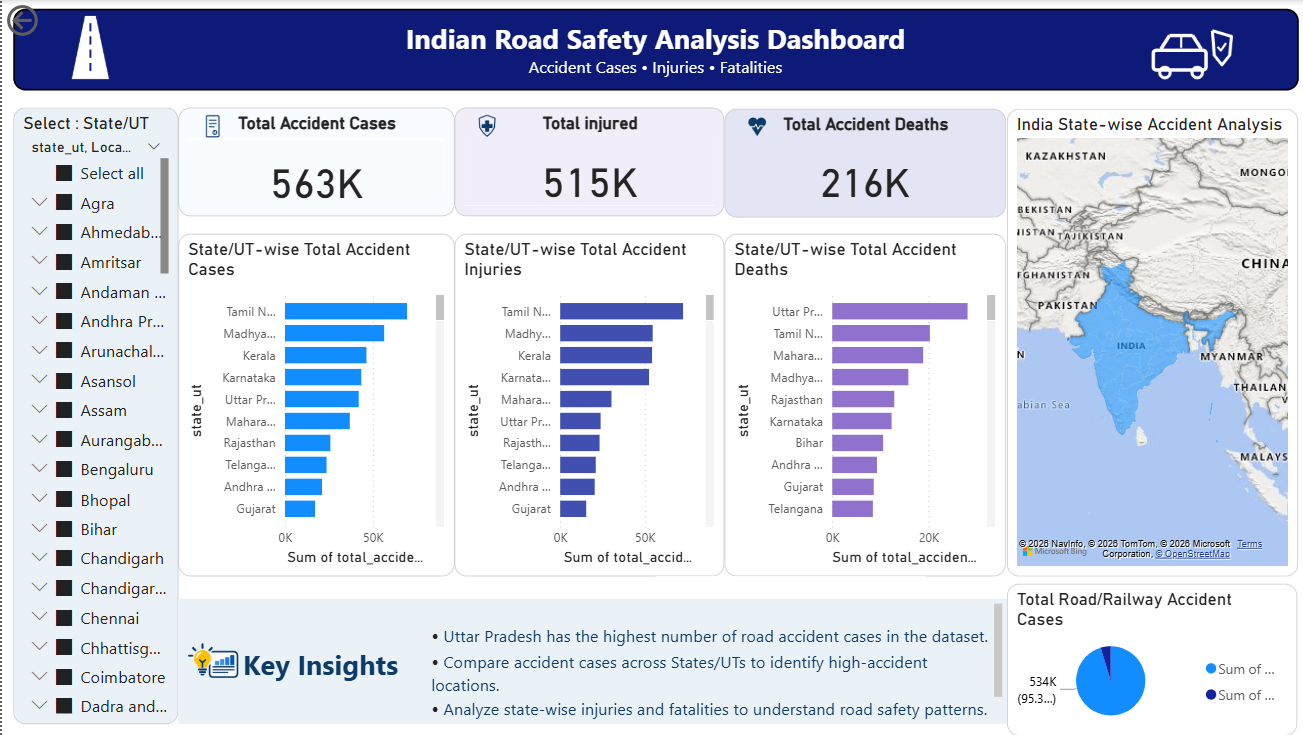 Indian Road Safety Analysis Dashboard
Accident Cases • Injuries • Fatalities
Select : State/UT
state_ut, Loca...
Select all
Agra
Ahmedab...
Amritsar
Andaman ...
Andhra Pr...
Arunachal...
Asansol
Assam
Aurangab...
Bengaluru
Bhopal
Bihar
Chandigarh
Chandigar...
Chennai
Chhattisg...
Coimbatore
Dadra and...
Total Accident Cases
563K
Total injured
515K
Total Accident Deaths
216K
State/UT-wise Total Accident
Cases
state_ut
Tamil N...
Madhya...
Kerala
Karnataka
Uttar Pr...
Mahara...
Rajasthan
Telanga...
Andhra ...
Gujarat
0K 50K
Sum of total_accide...
State/UT-wise Total Accident
Injuries
state_ut
Tamil N...
Madhy...
Kerala
Karnata...
Mahara...
Uttar Pr...
Rajasth...
Telanga...
Andhra ...
Gujarat
0K 50K
Sum of total_accid...
State/UT-wise Total Accident
Deaths
state_ut
Uttar Pr...
Tamil N...
Mahara...
Madhya...
Rajasthan
Karnataka
Bihar
Andhra ...
Gujarat
Telangana
0K 20K
Sum of total_acciden...
India State-wise Accident Analysis
KAZAKHSTAN
MONGO
BEKISTAN
NISTAN
TAJIKISTAN
CHINA
FGHANISTAN
PAKISTAN
INDIA
MYANMAR
THAILAN
abian Sea
MALAYS
© 2026 NavInfo, © 2026 TomTom, © 2026 Microsoft Terms
Microsoft Bing
Corporation, © OpenStreetMap
Key Insights
• Uttar Pradesh has the highest number of road accident cases in the dataset.
• Compare accident cases across States/UTs to identify high-accident
locations.
• Analyze state-wise injuries and fatalities to understand road safety patterns.
Total Road/Railway Accident
Cases
534K
(95.3...)
Sum of ...
Sum of ...